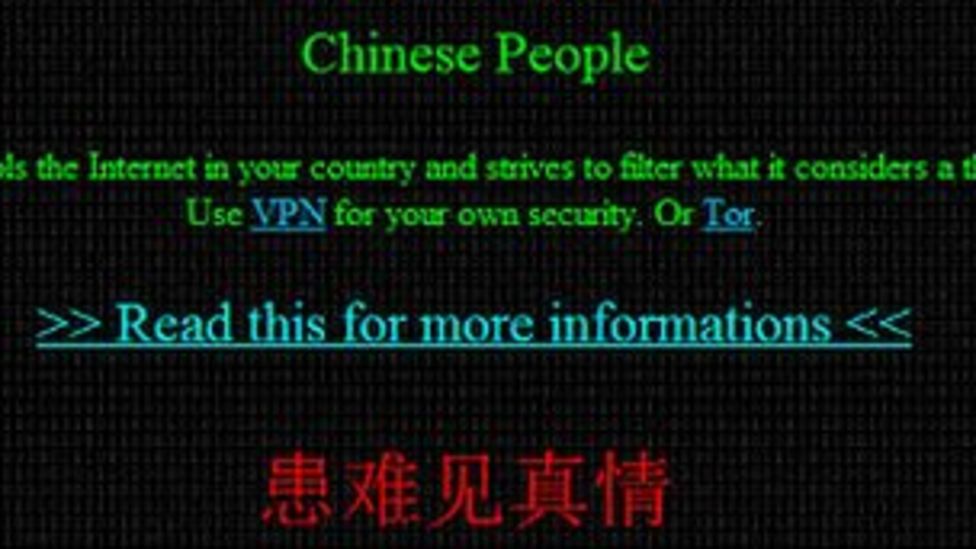 Chinese People
the Internet in your country and strives to filter what it considers a
Use VPN for your own security. Or Tor.
>> Read this for more informations <<
患难见真情